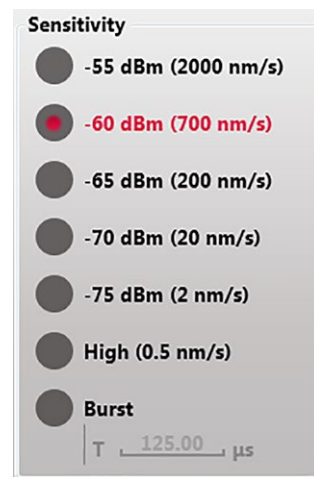 Sensitivity
-55 dBm (2000 nm/s)
-60 dBm (700 nm/s)
-65 dBm (200 nm/s)
-70 dBm (20 nm/s)
-75 dBm (2 nm/s)
High (0.5 nm/s)
Burst
T 125.00 µs